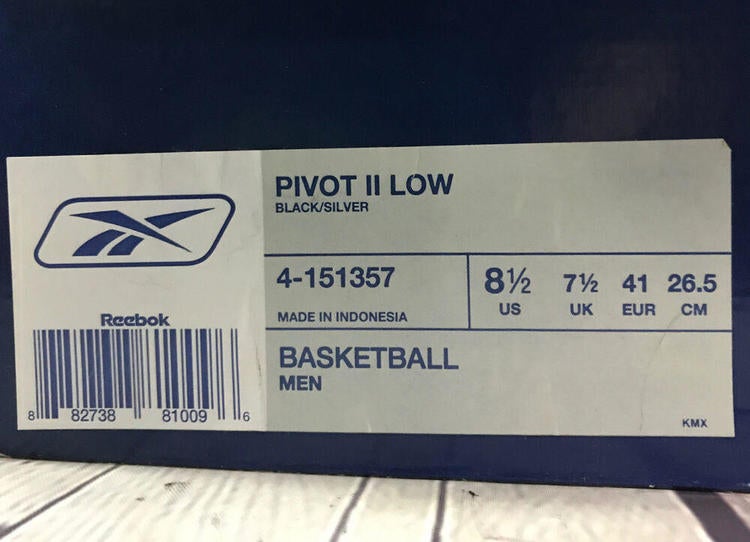 PIVOT II LOW
BLACK/SILVER
Reebok
8 82738 81009 6
4-151357
MADE IN INDONESIA
8½ 7½ 41 26.5
US UK EUR CM
BASKETBALL
MEN
KMX